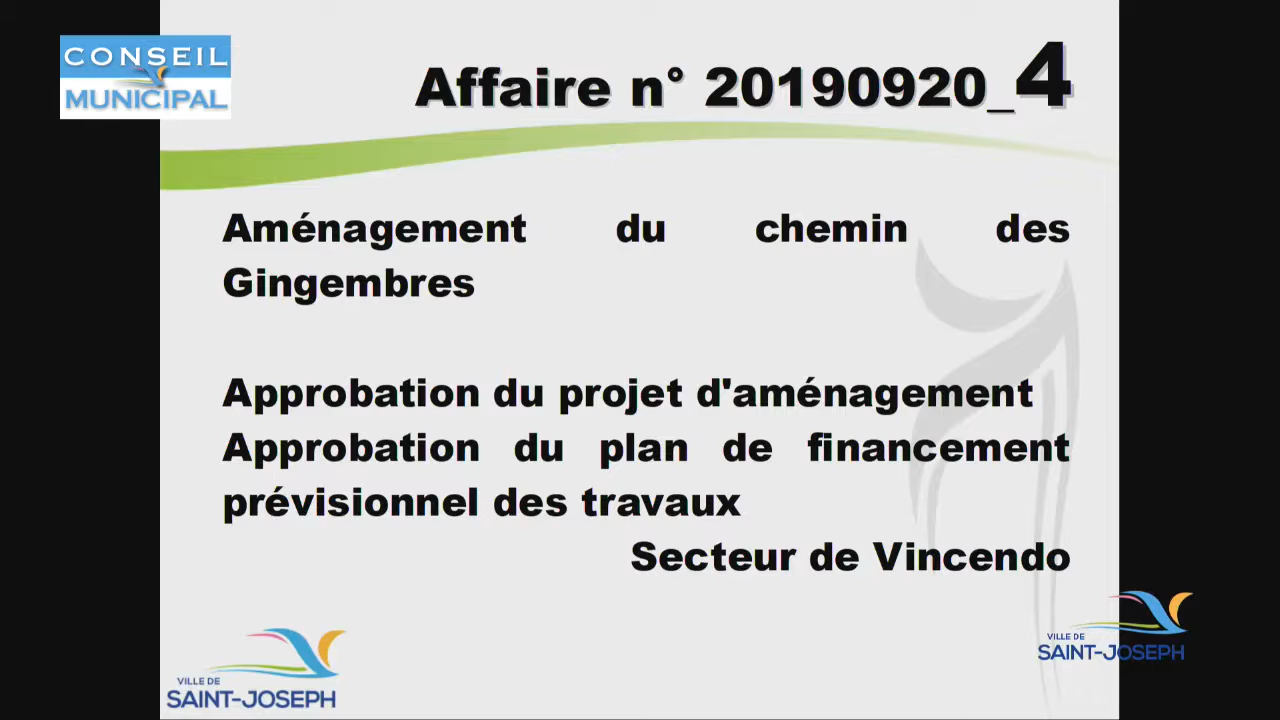 CONSEIL
MUNICIPAL
Affaire n° 20190920_4
Aménagement du chemin des
Gingembres
Approbation du projet d'aménagement
Approbation du plan de financement
prévisionnel des travaux
Secteur de Vincendo
VILLE DE
SAINT-JOSEPH
VILLE DE
SAINT-JOSEPH